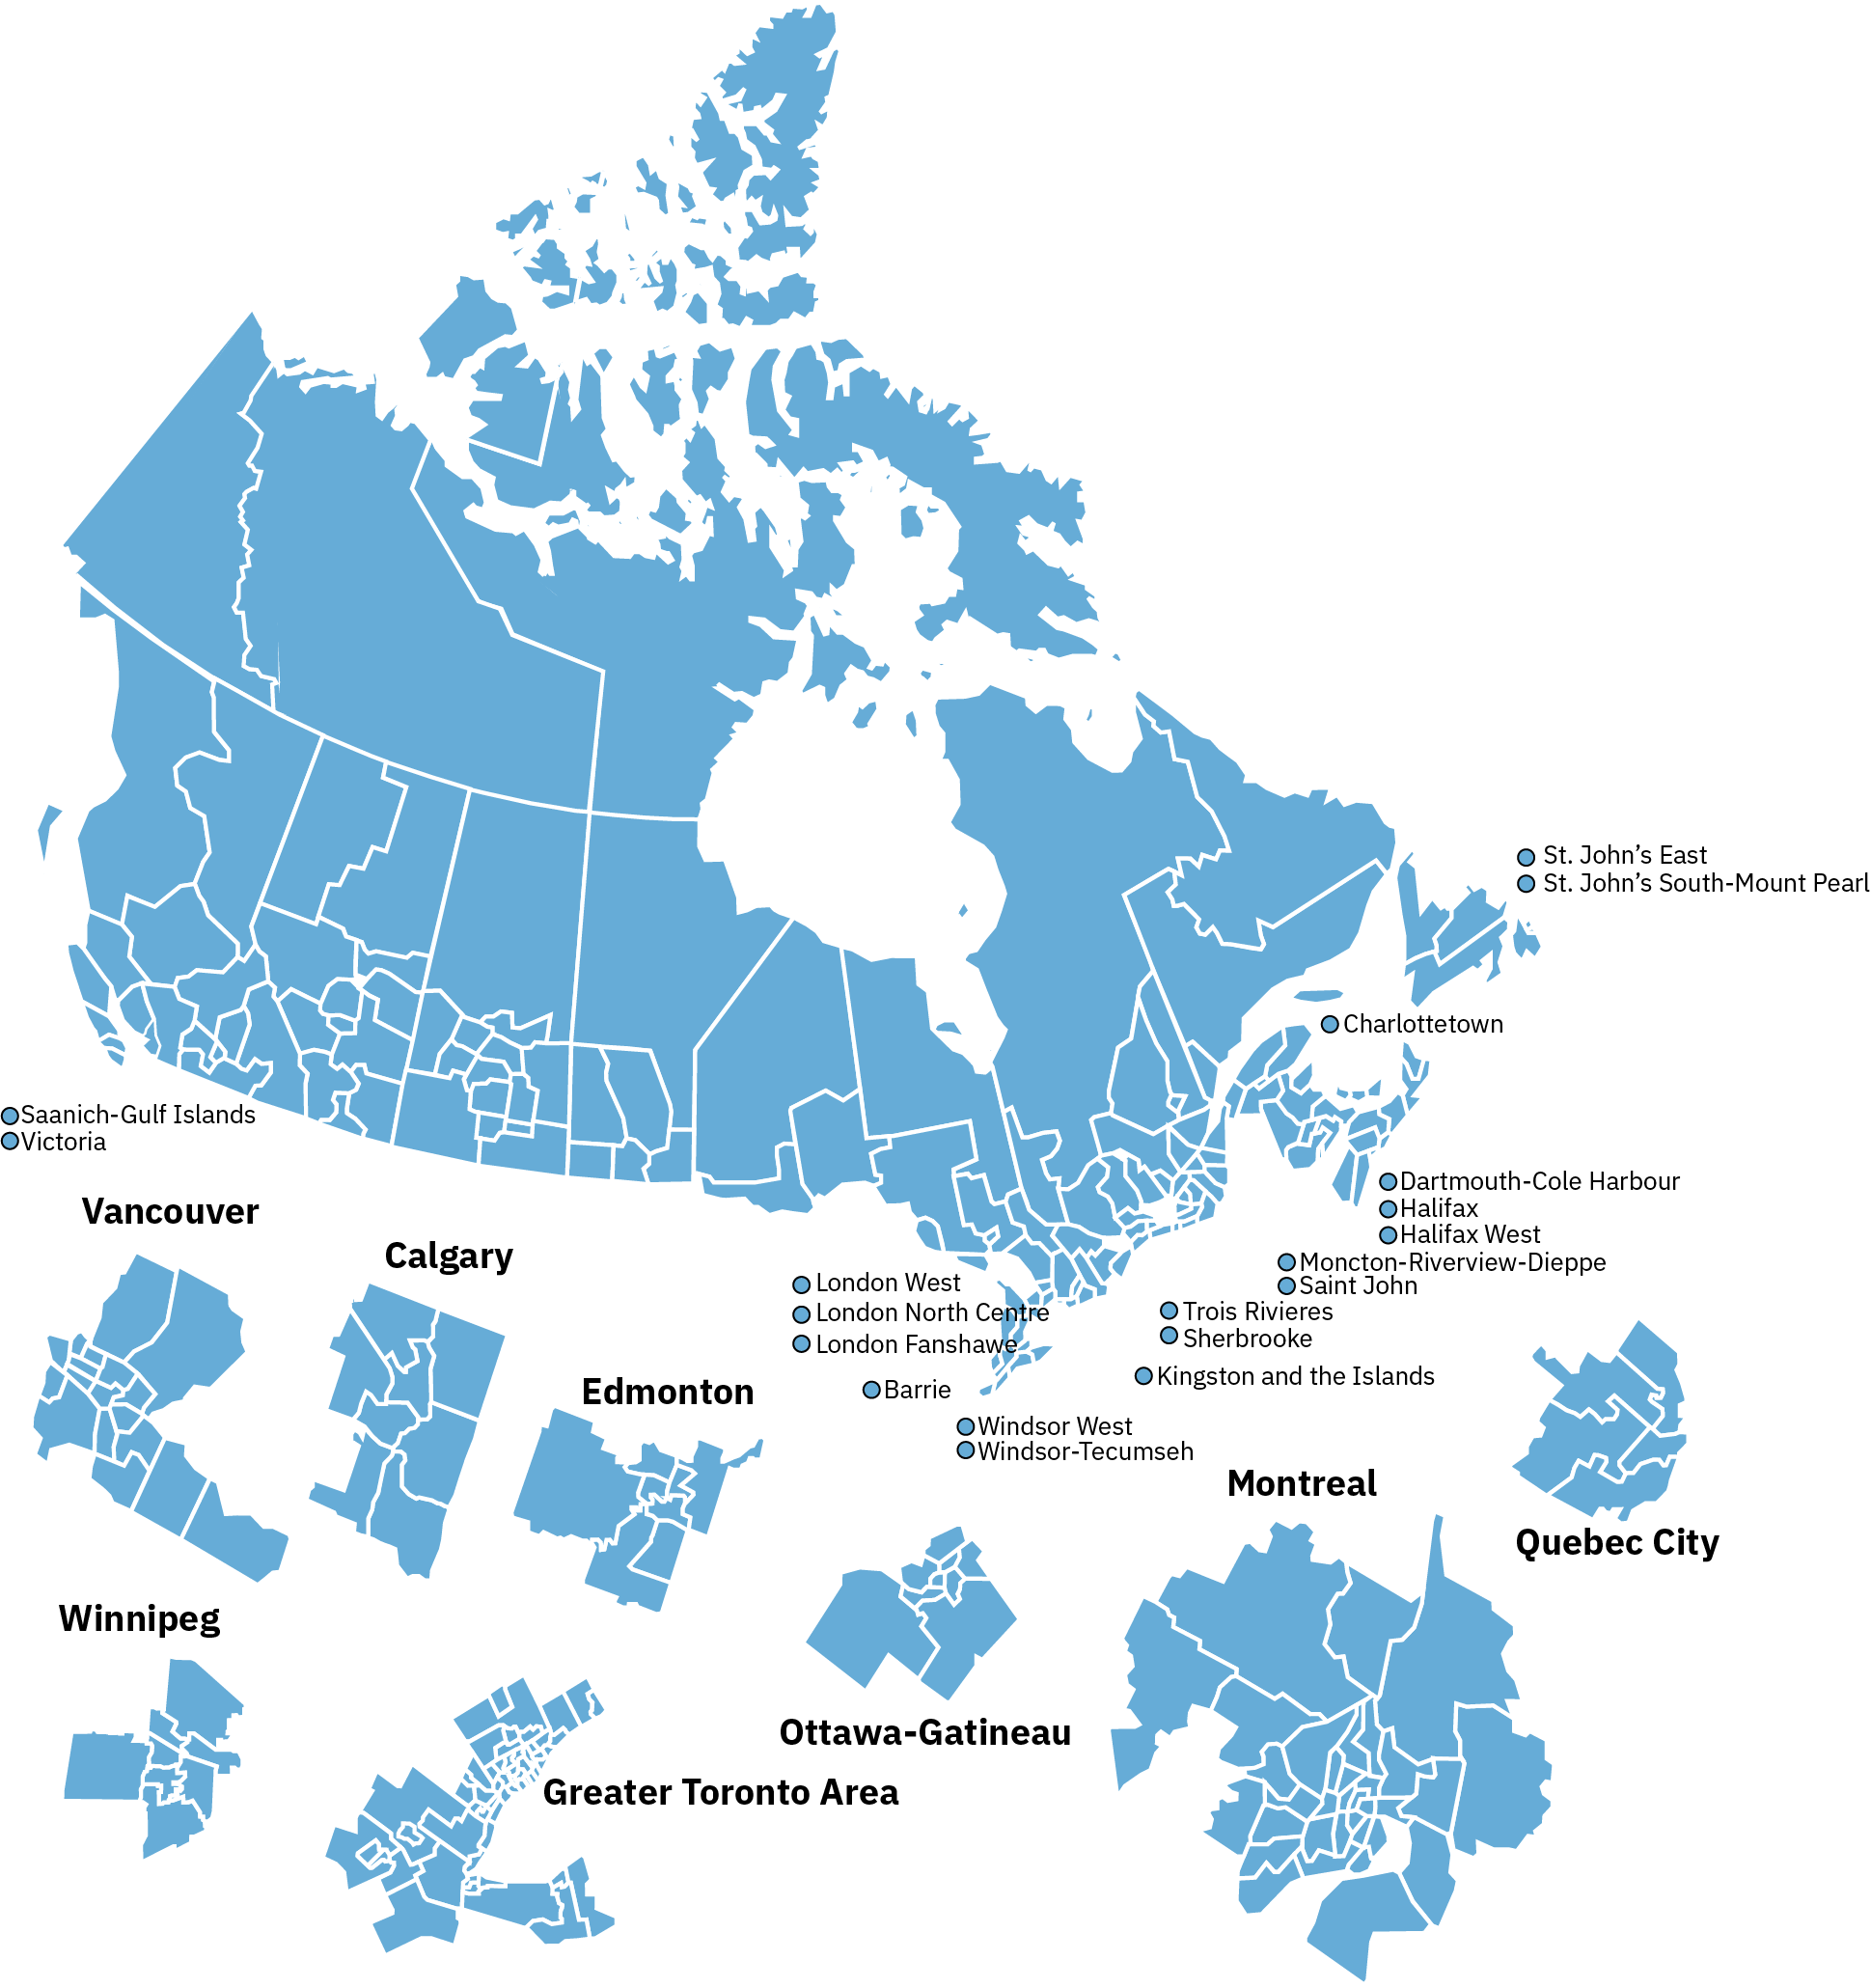 St. John’s East
St. John’s South-Mount Pearl
Charlottetown
Saanich-Gulf Islands
Victoria
Dartmouth-Cole Harbour
Halifax
Halifax West
Moncton-Riverview-Dieppe
Saint John
Vancouver
Calgary
London West
London North Centre
London Fanshawe
Trois Rivieres
Sherbrooke
Kingston and the Islands
Barrie
Edmonton
Windsor West
Windsor-Tecumseh
Montreal
Quebec City
Winnipeg
Ottawa-Gatineau
Greater Toronto Area